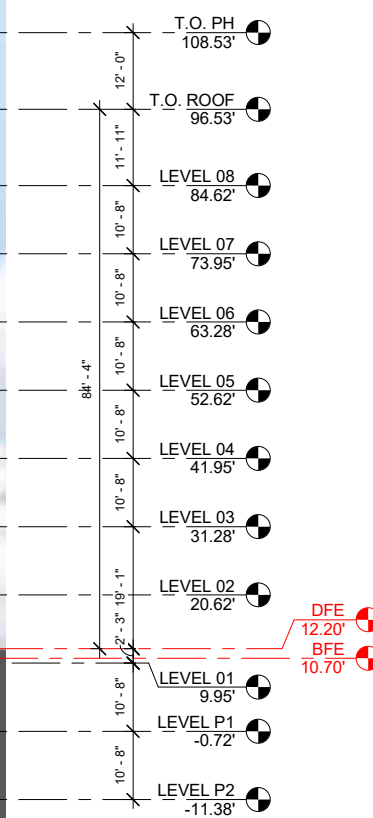 T.O. PH
108.53'
12' - 0"
T.O. ROOF
96.53'
11' - 11"
LEVEL 08
84.62'
10' - 8"
LEVEL 07
73.95'
10' - 8"
LEVEL 06
63.28'
10' - 8"
84' - 4"
LEVEL 05
52.62'
10' - 8"
LEVEL 04
41.95'
10' - 8"
LEVEL 03
31.28'
19' - 1"
LEVEL 02
20.62'
DFE
12.20'
2' - 3"
BFE
10.70'
LEVEL 01
9.95'
10' - 8"
LEVEL P1
-0.72'
10' - 8"
LEVEL P2
-11.38'